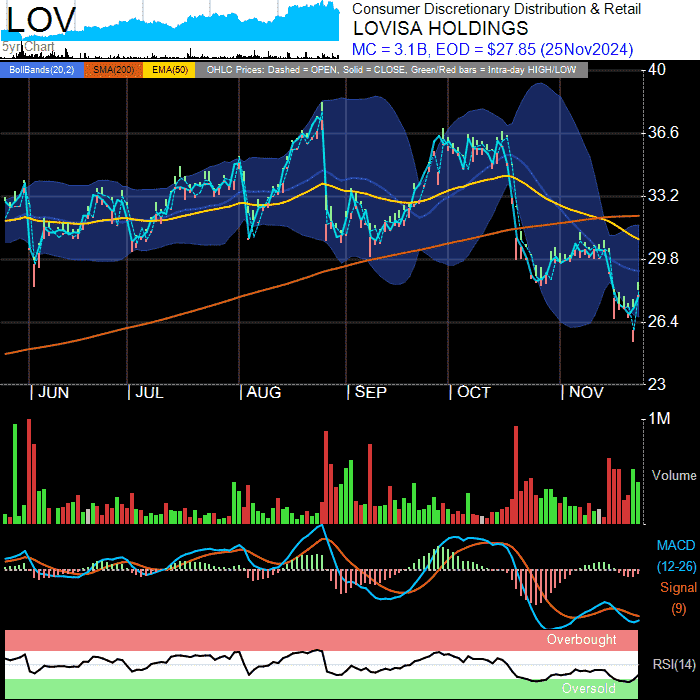 LOV
5yr Chart
Consumer Discretionary Distribution & Retail
LOVISA HOLDINGS
MC = 3.1B, EOD = $27.85 (25Nov2024)
BollBands(20,2) SMA(200) EMA(50) OHLC Prices: Dashed = OPEN, Solid = CLOSE, Green/Red bars = Intra-day HIGH/LOW
40
36.6
33.2
29.8
26.4
23
JUN JUL AUG SEP OCT NOV
1M
Volume
MACD
(12-26)
Signal
(9)
Overbought
RSI(14)
Oversold